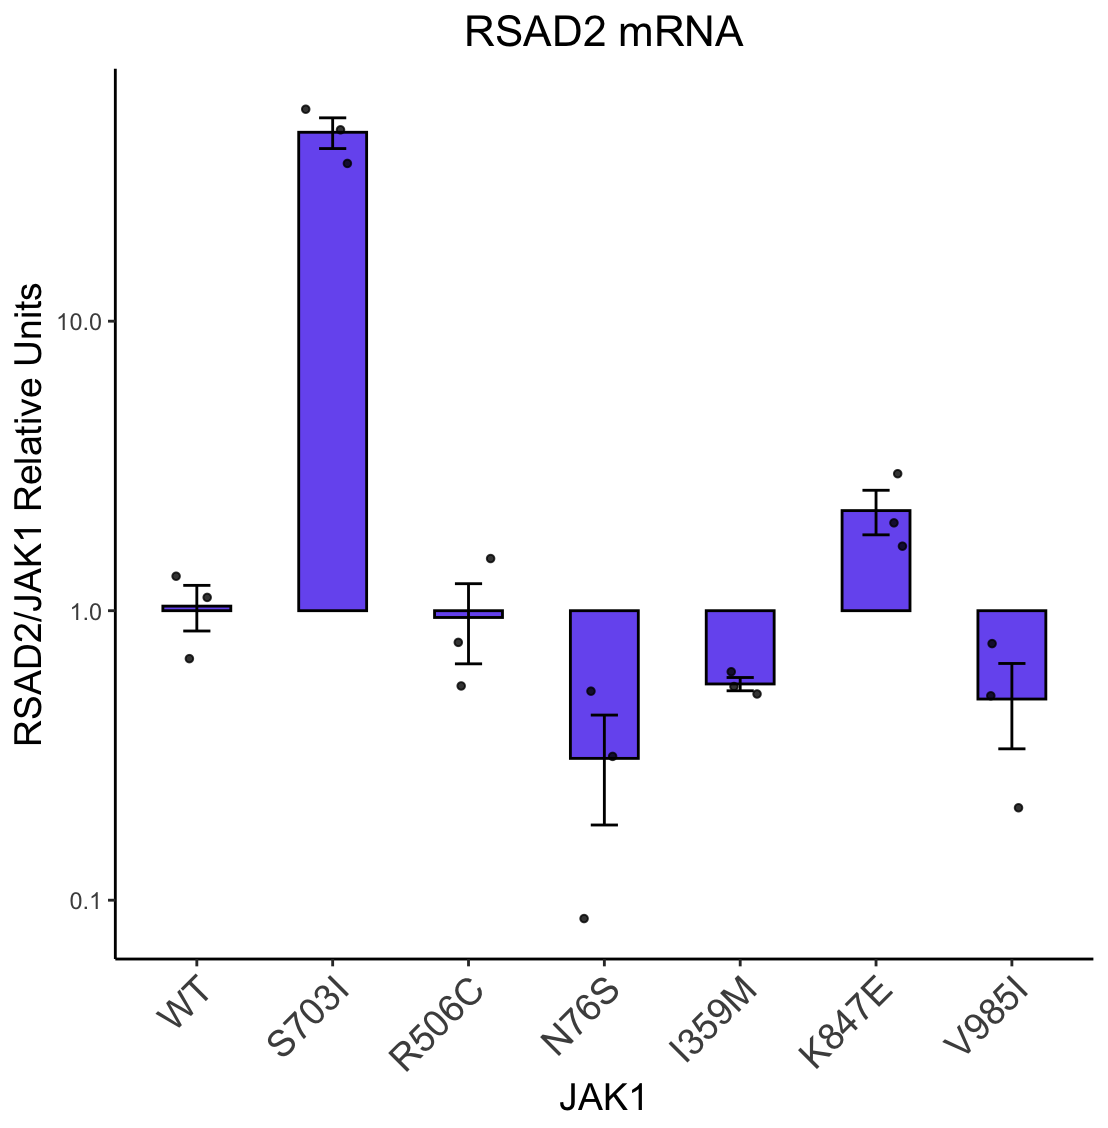 RSAD2 mRNA
RSAD2/JAK1 Relative Units
10.0
1.0
0.1
WT
S703I
R506C
N76S
I359M
K847E
V985I
JAK1